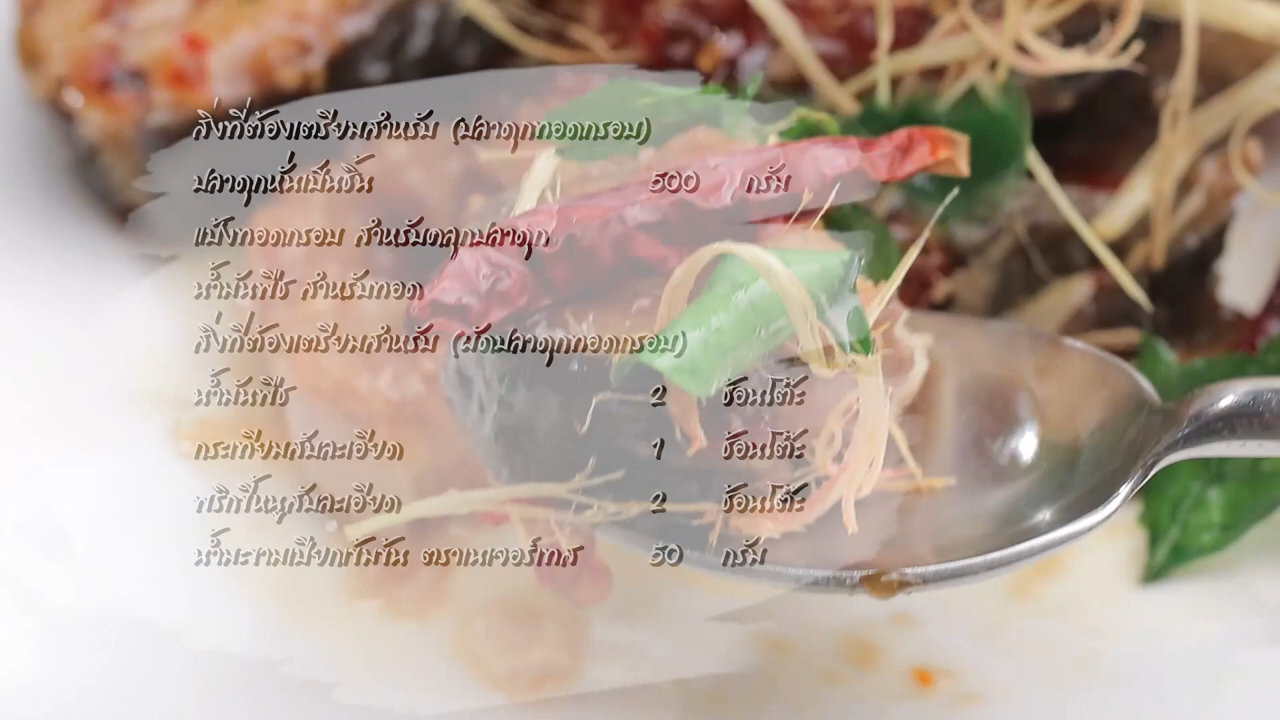 สิ่งที่ต้องเตรียมสำหรับ (ปลาดุกทอดกรอบ)
ปลาดุกหั่นเป็นชิ้น 500 กรัม
แป้งทอดกรอบ สำหรับคลุกปลาดุก
น้ำมันพืช สำหรับทอด
สิ่งที่ต้องเตรียมสำหรับ (ผัดปลาดุกทอดกรอบ)
น้ำมันพืช 2 ช้อนโต๊ะ
กระเทียมสับละเอียด 1 ช้อนโต๊ะ
พริกขี้หนูสับละเอียด 2 ช้อนโต๊ะ
น้ำมะขามเปียกเข้มข้น ตราเนเจอร์เทส 50 กรัม